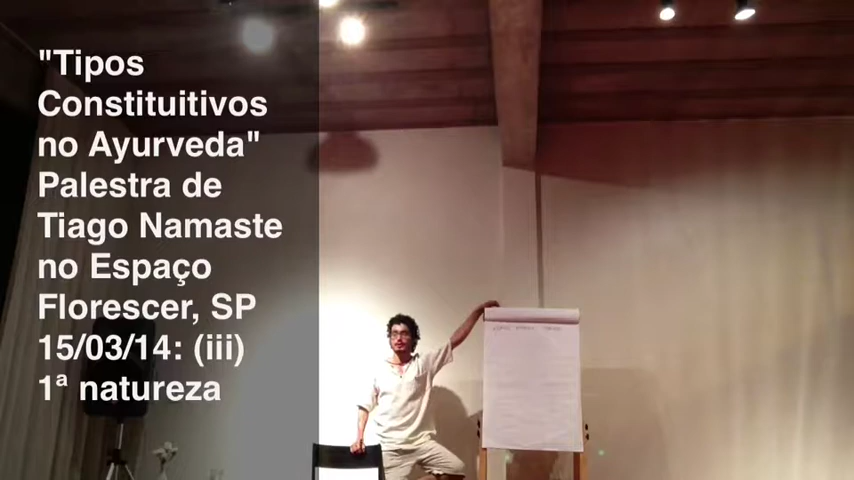 "Tipos
Constituitivos
no Ayurveda"
Palestra de
Tiago Namaste
no Espaço
Florescer, SP
15/03/14: (iii)
1ª natureza